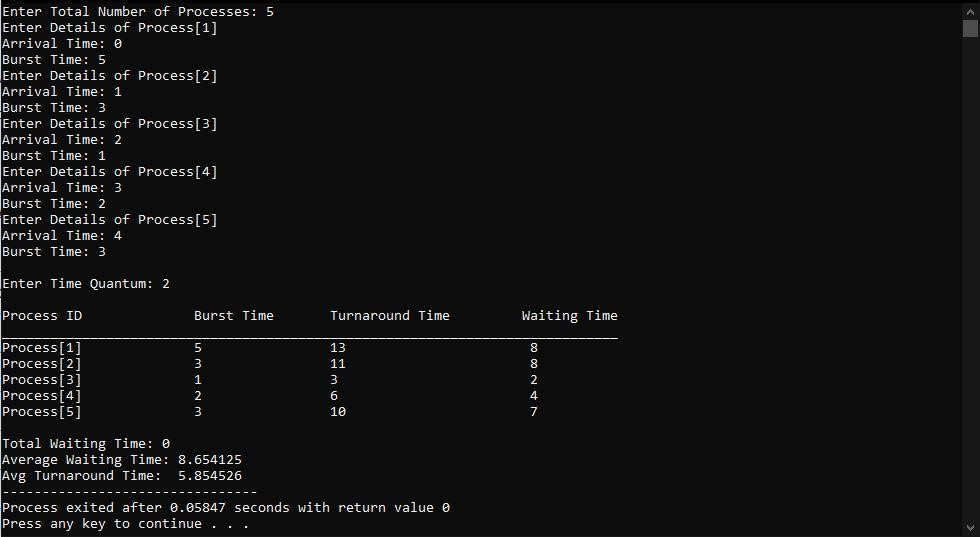 Enter Total Number of Processes: 5
Enter Details of Process[1]
Arrival Time: 0
Burst Time: 5
Enter Details of Process[2]
Arrival Time: 1
Burst Time: 3
Enter Details of Process[3]
Arrival Time: 2
Burst Time: 1
Enter Details of Process[4]
Arrival Time: 3
Burst Time: 2
Enter Details of Process[5]
Arrival Time: 4
Burst Time: 3
Enter Time Quantum: 2
Process ID Burst Time Turnaround Time Waiting Time
Process[1] 5 13 8
Process[2] 3 11 8
Process[3] 1 3 2
Process[4] 2 6 4
Process[5] 3 10 7
Total Waiting Time: 0
Average Waiting Time: 8.654125
Avg Turnaround Time: 5.854526
--------------------------------
Process exited after 0.05847 seconds with return value 0
Press any key to continue . . .